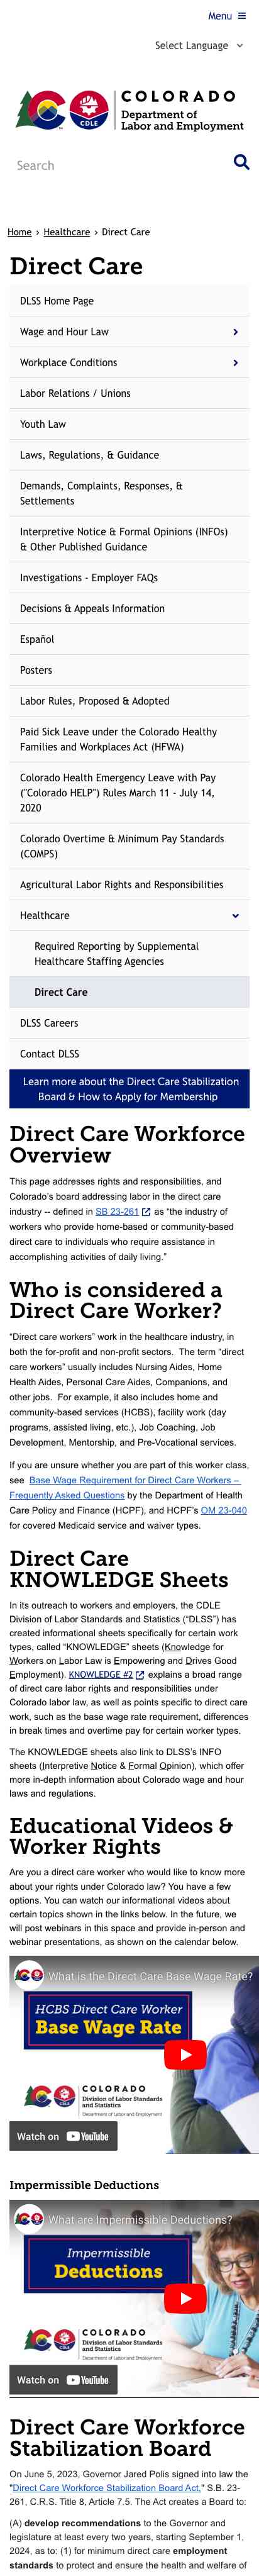 Menu
Select Language
COLORADO
Department of
Labor and Employment
CDLE
Search
Home › Healthcare › Direct Care
Direct Care
DLSS Home Page
Wage and Hour Law
Workplace Conditions
Labor Relations / Unions
Youth Law
Laws, Regulations, & Guidance
Demands, Complaints, Responses, &
Settlements
Interpretive Notice & Formal Opinions (INFOs)
& Other Published Guidance
Investigations - Employer FAQs
Decisions & Appeals Information
Español
Posters
Labor Rules, Proposed & Adopted
Paid Sick Leave under the Colorado Healthy
Families and Workplaces Act (HFWA)
Colorado Health Emergency Leave with Pay
("Colorado HELP") Rules March 11 - July 14,
2020
Colorado Overtime & Minimum Pay Standards
(COMPS)
Agricultural Labor Rights and Responsibilities
Healthcare
Required Reporting by Supplemental
Healthcare Staffing Agencies
Direct Care
DLSS Careers
Contact DLSS
Learn more about the Direct Care Stabilization
Board & How to Apply for Membership
Direct Care Workforce
Overview
This page addresses rights and responsibilities, and
Colorado's board addressing labor in the direct care
industry -- defined in SB 23-261 as “the industry of
workers who provide home-based or community-based
direct care to individuals who require assistance in
accomplishing activities of daily living.”
Who is considered a
Direct Care Worker?
“Direct care workers” work in the healthcare industry, in
both the for-profit and non-profit sectors. The term “direct
care workers” usually includes Nursing Aides, Home
Health Aides, Personal Care Aides, Companions, and
other jobs. For example, it also includes home and
community-based services (HCBS), facility work (day
programs, assisted living, etc.), Job Coaching, Job
Development, Mentorship, and Pre-Vocational services.
If you are unsure whether you are part of this worker class,
see Base Wage Requirement for Direct Care Workers –
Frequently Asked Questions by the Department of Health
Care Policy and Finance (HCPF), and HCPF's OM 23-040
for covered Medicaid service and waiver types.
Direct Care
KNOWLEDGE Sheets
In its outreach to workers and employers, the CDLE
Division of Labor Standards and Statistics (“DLSS”) has
created informational sheets specifically for certain work
types, called “KNOWLEDGE” sheets (Knowledge for
Workers on Labor Law is Empowering and Drives Good
Employment). KNOWLEDGE #2 explains a broad range
of direct care labor rights and responsibilities under
Colorado labor law, as well as points specific to direct care
work, such as the base wage rate requirement, differences
in break times and overtime pay for certain worker types.
The KNOWLEDGE sheets also link to DLSS's INFO
sheets (Interpretive Notice & Formal Opinion), which offer
more in-depth information about Colorado wage and hour
laws and regulations.
Educational Videos &
Worker Rights
Are you a direct care worker who would like to know more
about your rights under Colorado law? You have a few
options. You can watch our informational videos about
certain topics shown in the links below. In the future, we
will post webinars in this space and provide in-person and
webinar presentations, as shown on the calendar below.
What is the Direct Care Base Wage Rate?
HCBS Direct Care Worker
Base Wage Rate
COLORADO
Division of Labor Standards
and Statistics
Department of Labor and Employment
Watch on YouTube
Impermissible Deductions
What are Impermissible Deductions?
Impermissible
Deductions
COLORADO
Division of Labor Standards
and Statistics
Department of Labor and Employment
Watch on YouTube
Direct Care Workforce
Stabilization Board
On June 5, 2023, Governor Jared Polis signed into law the
"Direct Care Workforce Stabilization Board Act," S.B. 23-
261, C.R.S. Title 8, Article 7.5. The Act creates a Board to:
(A) develop recommendations to the Governor and
legislature at least every two years, starting September 1,
2024, as to: (1) for minimum direct care employment
standards to protect and ensure the health and welfare of